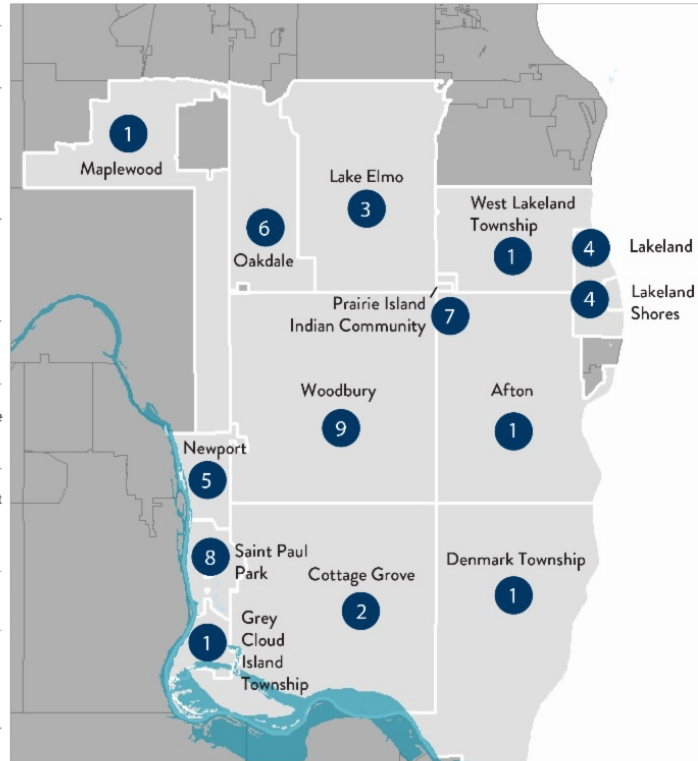 1
Maplewood
Lake Elmo
3
6
Oakdale
West Lakeland
Township
1
4
Lakeland
4
Lakeland
Shores
Prairie Island
Indian Community
7
Woodbury
9
Afton
1
Newport
5
8
Saint Paul
Park
Cottage Grove
2
Denmark Township
1
1
Grey
Cloud
Island
Township